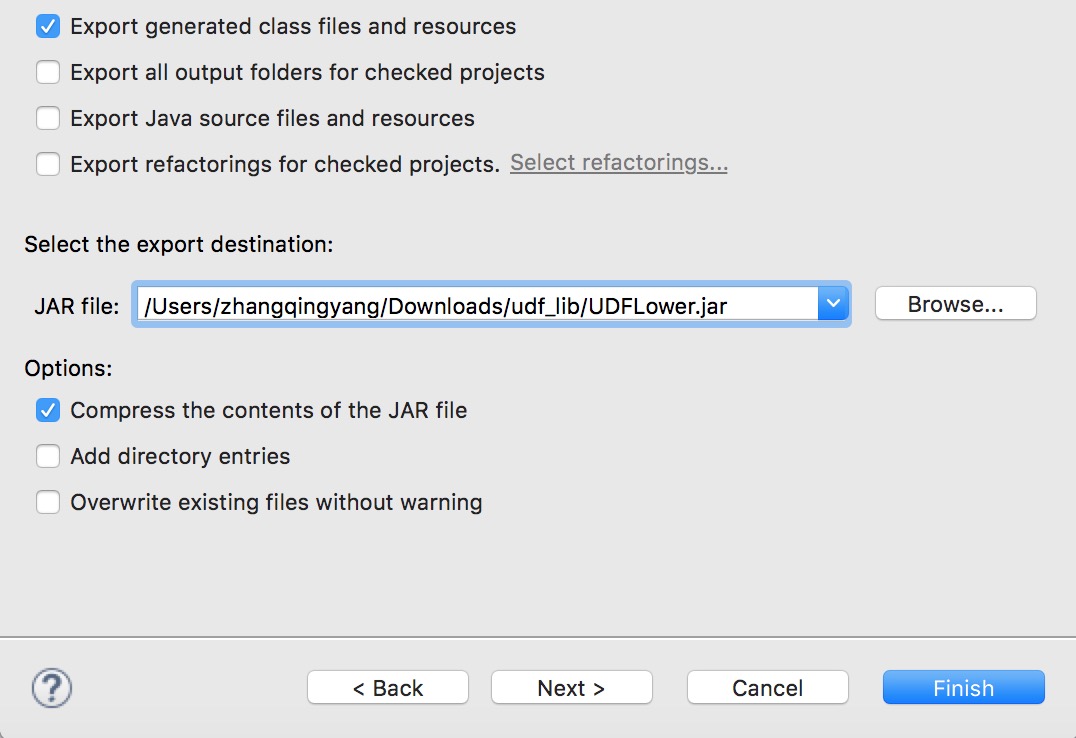 Export generated class files and resources
Export all output folders for checked projects
Export Java source files and resources
Export refactorings for checked projects. Select refactorings...
Select the export destination:
JAR file: /Users/zhangqingyang/Downloads/udf_lib/UDFLower.jar Browse...
Options:
Compress the contents of the JAR file
Add directory entries
Overwrite existing files without warning
? < Back Next > Cancel Finish